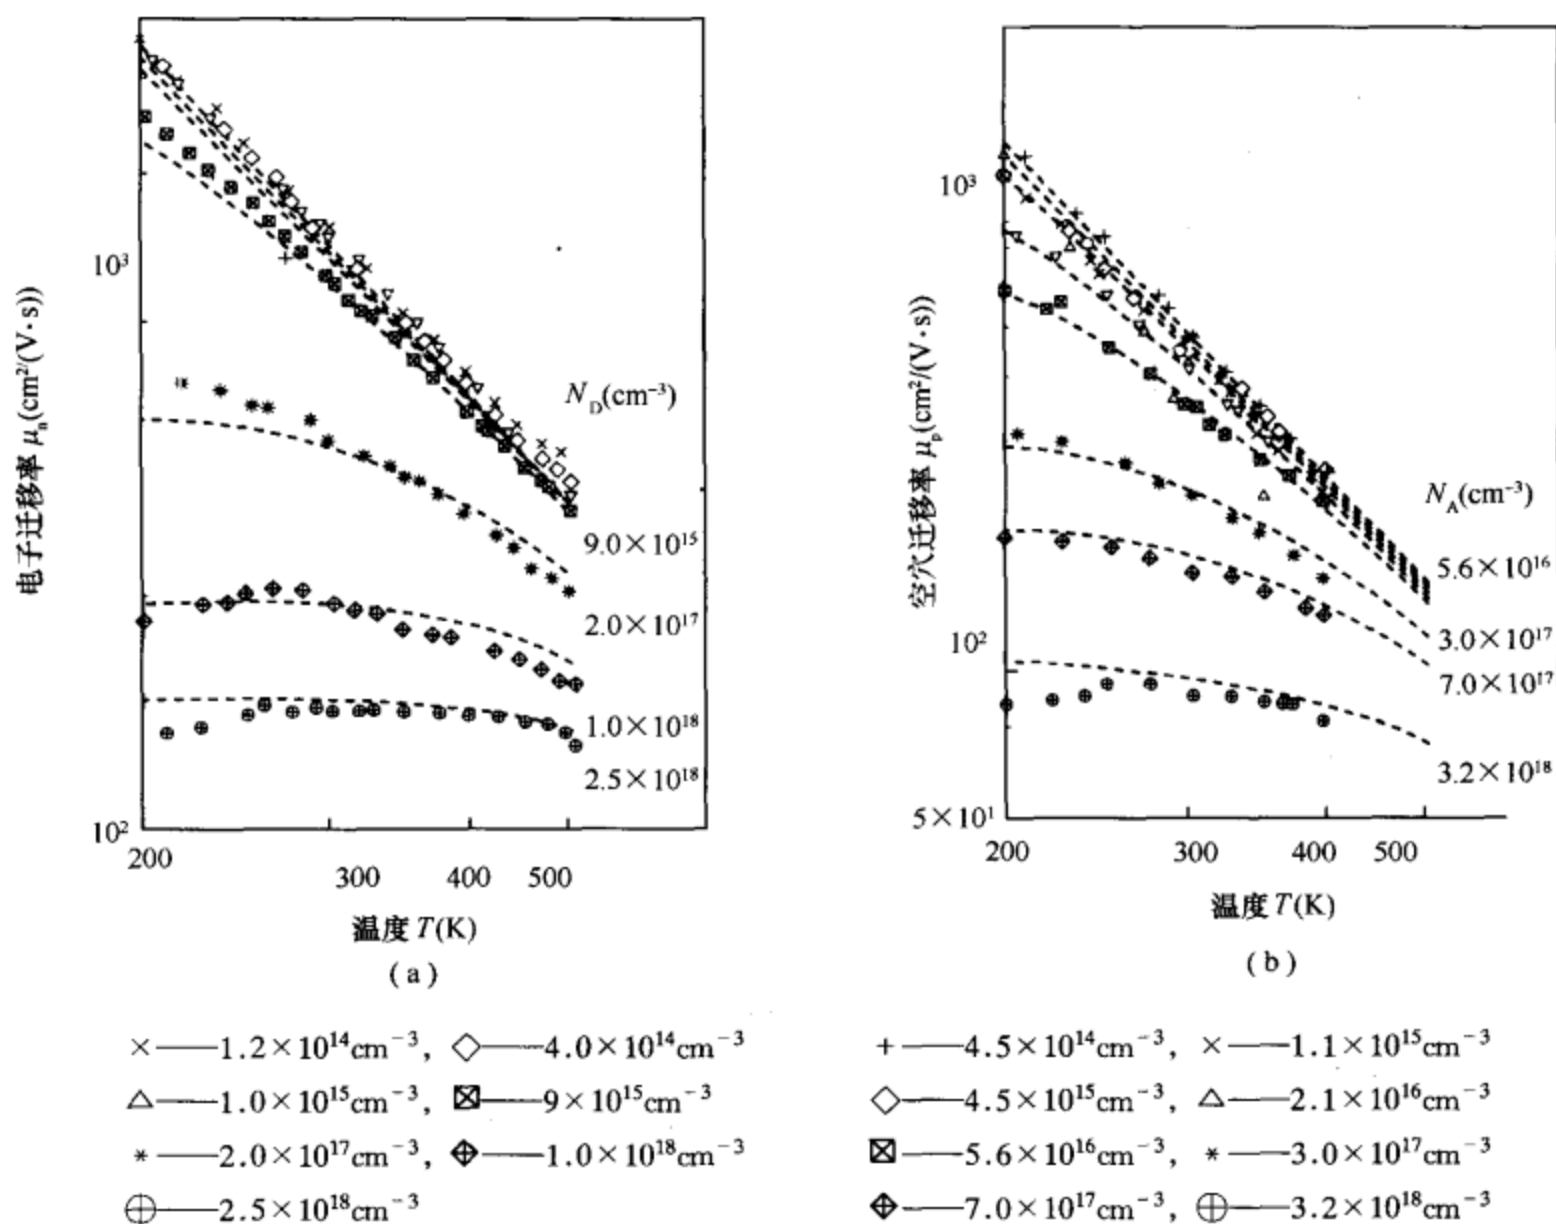 10³
10²
电子迁移率 μₙ(cm²/(V·s))
N_D(cm⁻³)
9.0×10¹⁵
2.0×10¹⁷
1.0×10¹⁸
2.5×10¹⁸
200
300
400
500
温度 T(K)
(a)
10³
10²
5×10¹
空穴迁移率 μₚ(cm²/(V·s))
N_A(cm⁻³)
5.6×10¹⁶
3.0×10¹⁷
7.0×10¹⁷
3.2×10¹⁸
200
300
400
500
温度 T(K)
(b)
×——1.2×10¹⁴cm⁻³, ◇——4.0×10¹⁴cm⁻³
△——1.0×10¹⁵cm⁻³, ⊠——9×10¹⁵cm⁻³
*——2.0×10¹⁷cm⁻³, ◇——1.0×10¹⁸cm⁻³
⊕——2.5×10¹⁸cm⁻³
+——4.5×10¹⁴cm⁻³, ×——1.1×10¹⁵cm⁻³
◇——4.5×10¹⁵cm⁻³, △——2.1×10¹⁶cm⁻³
⊠——5.6×10¹⁶cm⁻³, *——3.0×10¹⁷cm⁻³
◇——7.0×10¹⁷cm⁻³, ⊕——3.2×10¹⁸cm⁻³